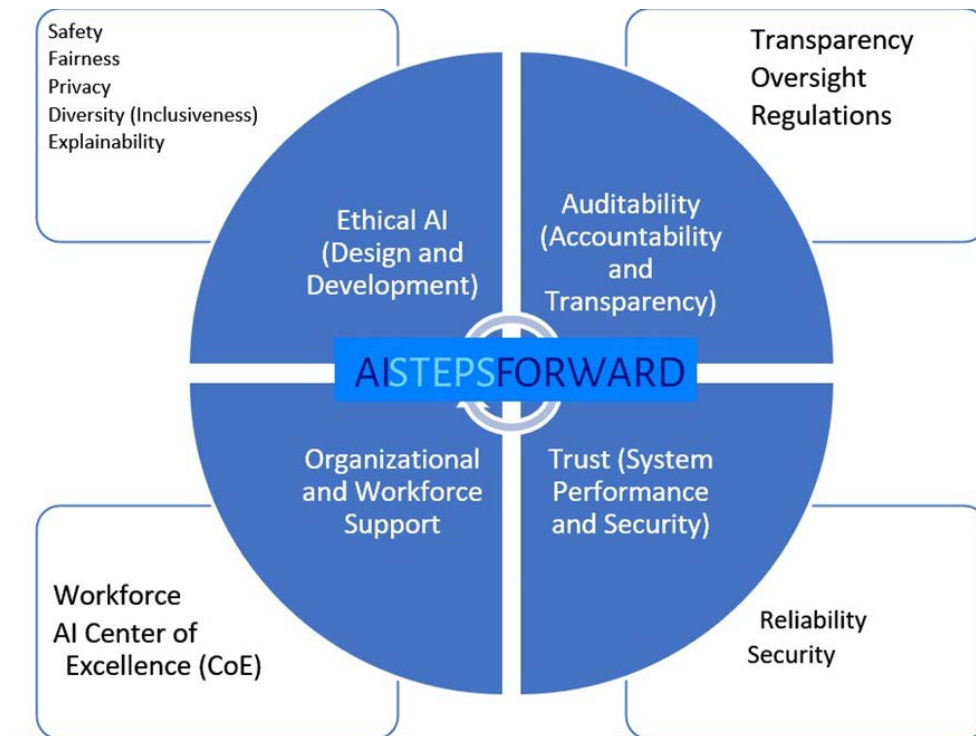 Safety
Fairness
Privacy
Diversity (Inclusiveness)
Explainability
Transparency
Oversight
Regulations
Ethical AI
(Design and
Development)
Auditability
(Accountability
and
Transparency)
AISTEPSFORWARD
Organizational
and Workforce
Support
Trust (System
Performance
and Security)
Workforce
AI Center of
Excellence (CoE)
Reliability
Security